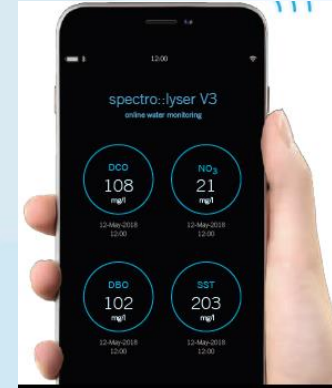 12:00
spectro::lyser V3
online water monitoring
DCO
108
mg/l
12-May-2018
12:00
NO₃
21
mg/l
12-May-2018
12:00
DBO
102
mg/l
12-May-2018
12:00
SST
203
mg/l
12-May-2018
12:00